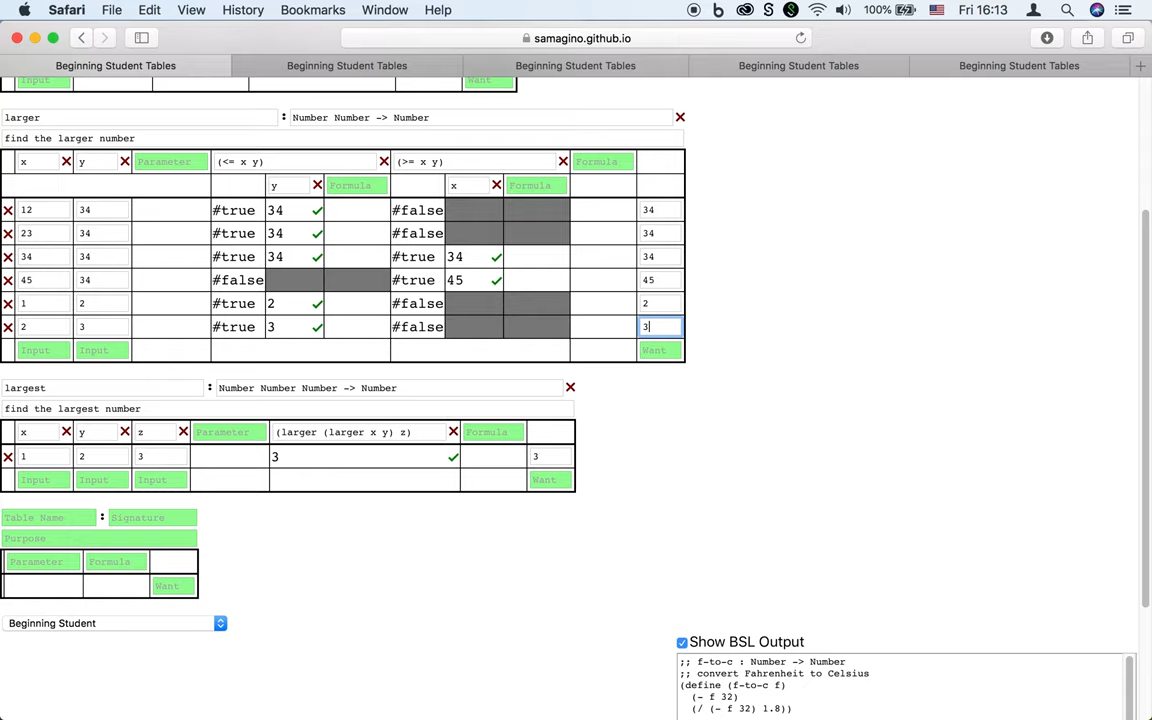 Safari File Edit View History Bookmarks Window Help 100% Fri 16:13
samagino.github.io
Beginning Student Tables Beginning Student Tables Beginning Student Tables Beginning Student Tables Beginning Student Tables
Input Want
larger : Number Number -> Number
find the larger number
x y Parameter (<= x y) (>= x y) Formula
y Formula x Formula
12 34 #true 34 #false 34
23 34 #true 34 #false 34
34 34 #true 34 #true 34 34
45 34 #false #true 45 45
1 2 #true 2 #false 2
2 3 #true 3 #false 3
Input Input Want
largest : Number Number Number -> Number
find the largest number
x y z Parameter (larger (larger x y) z) Formula
1 2 3 3 3
Input Input Input Want
Table Name : Signature
Purpose
Parameter Formula
Want
Beginning Student
Show BSL Output
;; f-to-c : Number -> Number
;; convert Fahrenheit to Celsius
(define (f-to-c f)
(- f 32)
(/ (- f 32) 1.8))